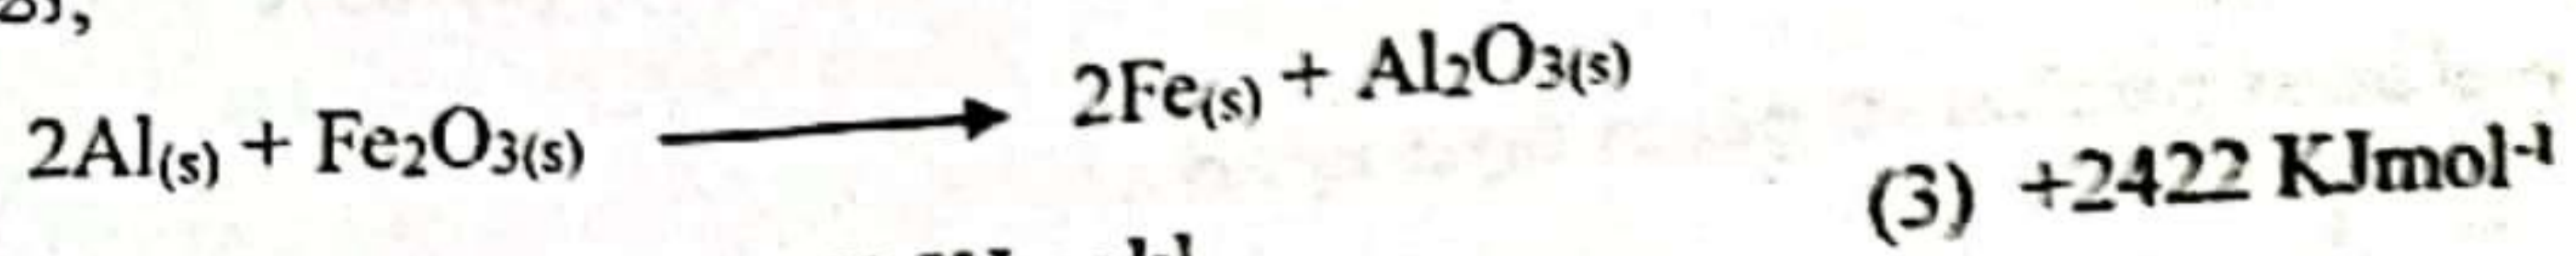 2Al(s) + Fe2O3(s) ⟶ 2Fe(s) + Al2O3(s)
(3) +2422 KJmol-1